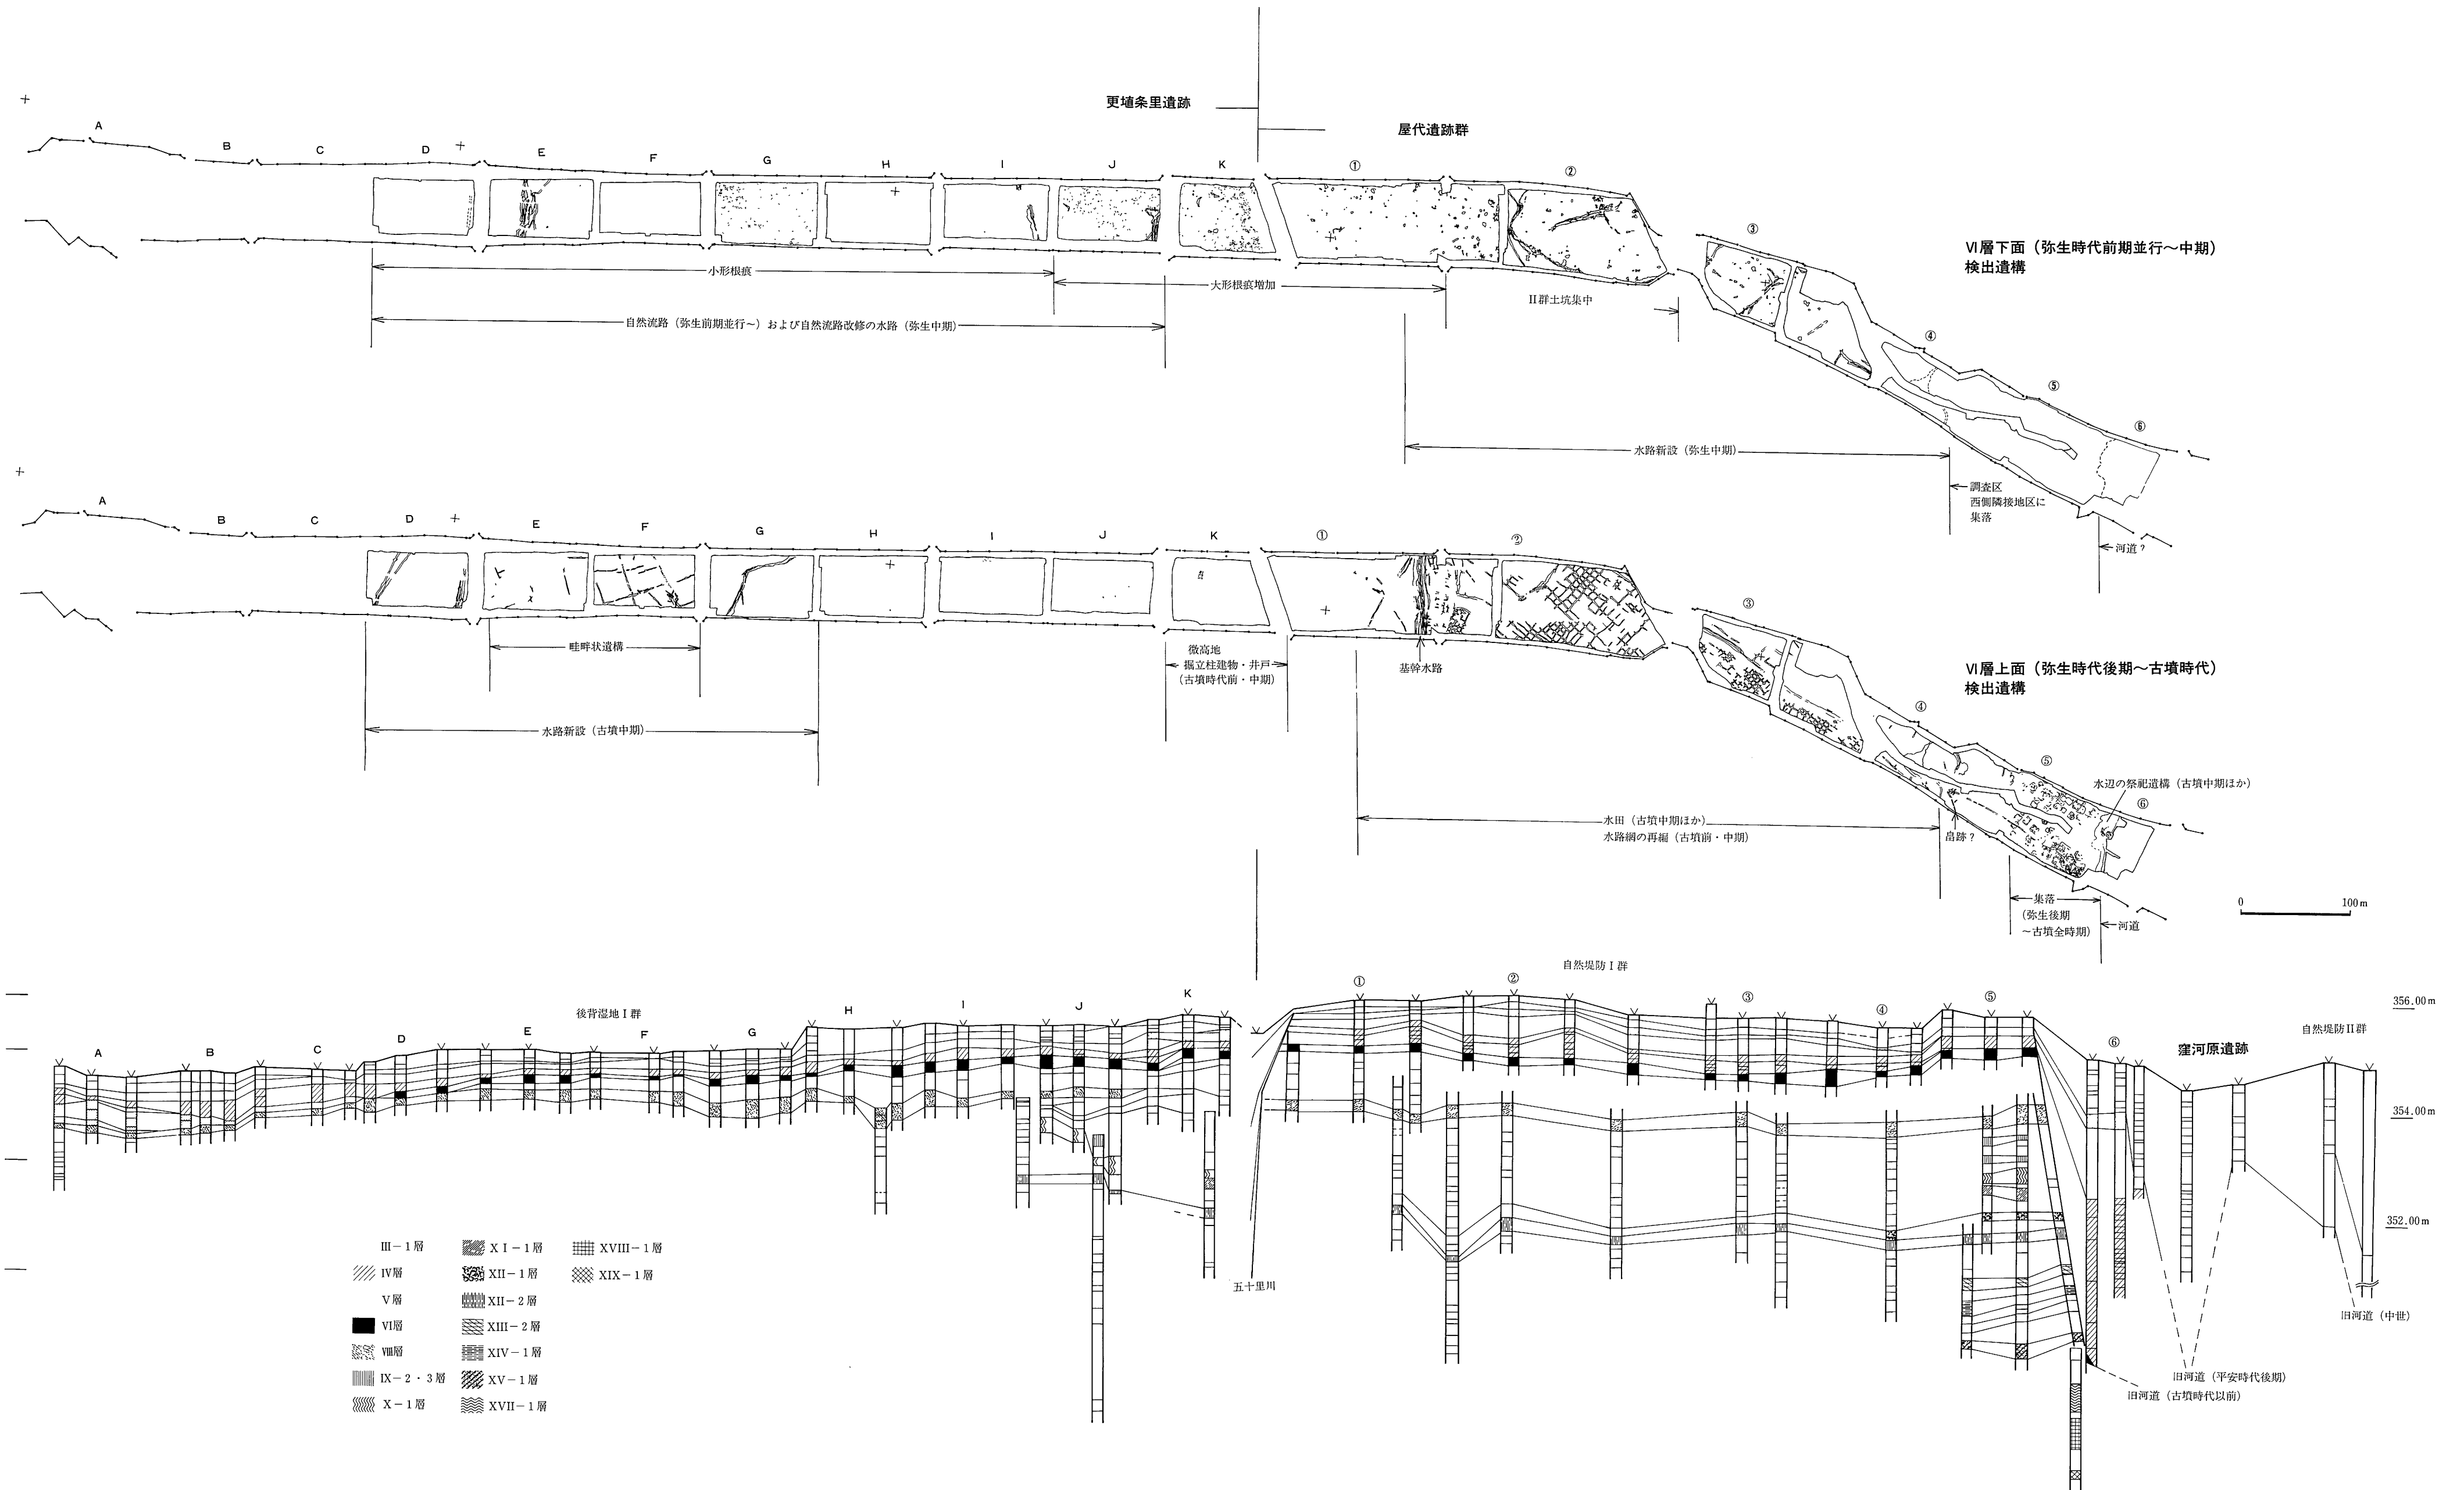 更埴条里遺跡
屋代遺跡群
A
B
C
D
E
F
G
H
I
J
K
①
②
③
④
⑤
⑥
Ⅵ層下面（弥生時代前期並行～中期）
検出遺構
小形根痕
大形根痕増加
Ⅱ群土坑集中
自然流路（弥生前期並行～）および自然流路改修の水路（弥生中期）
水路新設（弥生中期）
調査区
西側隣接地区に
集落
河道？
A
B
C
D
E
F
G
H
I
J
K
①
②
③
④
⑤
⑥
Ⅵ層上面（弥生時代後期～古墳時代）
検出遺構
畦畔状遺構
微高地
掘立柱建物・井戸
（古墳時代前・中期）
基幹水路
水路新設（古墳中期）
水辺の祭祀遺構（古墳中期ほか）
水田（古墳中期ほか）
水路網の再編（古墳前・中期）
畠跡？
集落
（弥生後期
～古墳全時期）
河道
0 100m
自然堤防Ⅰ群
後背湿地Ⅰ群
自然堤防Ⅱ群
窪河原遺跡
A
B
C
D
E
F
G
H
I
J
K
①
②
③
④
⑤
⑥
356.00m
354.00m
352.00m
五十里川
旧河道（中世）
旧河道（平安時代後期）
旧河道（古墳時代以前）
Ⅲ－1層
Ⅳ層
Ⅴ層
Ⅵ層
Ⅷ層
Ⅸ－2・3層
Ⅹ－1層
ⅩⅠ－1層
ⅩⅡ－1層
ⅩⅡ－2層
ⅩⅢ－2層
ⅩⅣ－1層
ⅩⅤ－1層
ⅩⅦ－1層
ⅩⅧ－1層
ⅩⅨ－1層